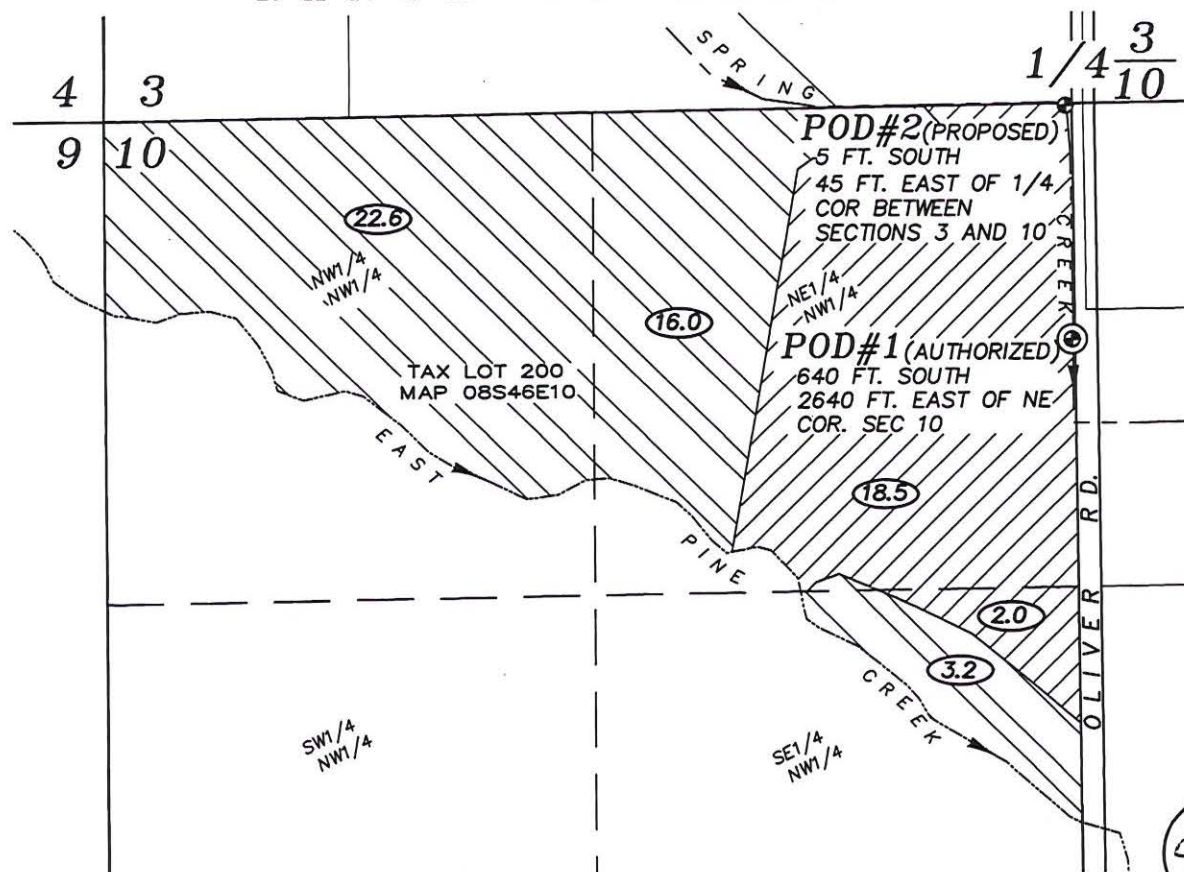 SPRING
1/4 3
10
4 3
9 10
POD#2 (PROPOSED)
5 FT. SOUTH
45 FT. EAST OF 1/4
COR BETWEEN
SECTIONS 3 AND 10
CREEK
22.6
NW1/4
NW1/4
16.0
NE1/4
NW1/4
POD#1 (AUTHORIZED)
640 FT. SOUTH
2640 FT. EAST OF NE
COR. SEC 10
TAX LOT 200
MAP 08S46E10
EAST
PINE
CREEK
18.5
2.0
3.2
OLIVER RD.
SW1/4
NW1/4
SE1/4
NW1/4